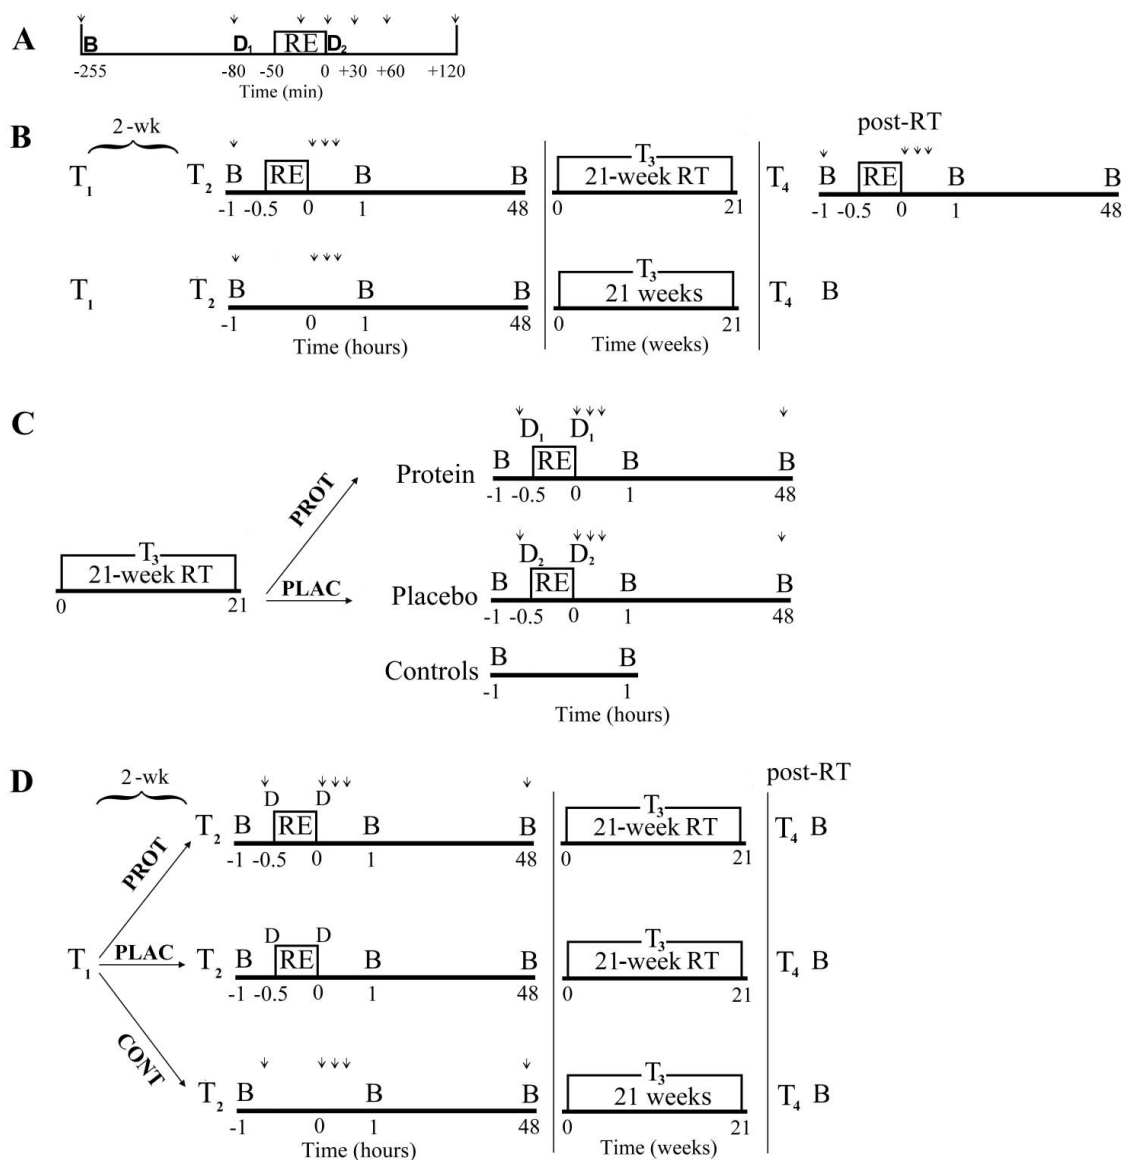 A
B D1 RE D2
-255 -80 -50 0 +30 +60 +120
Time (min)
B
2-wk post-RT
T1 T2 B RE B B T3 T4 B RE B B
21-week RT
-1 -0.5 0 1 48 0 21 -1 -0.5 0 1 48
T1 T2 B B B T3 T4 B
21 weeks
-1 0 1 48 0 21
Time (hours) Time (weeks)
C
D1 D1
Protein B RE B B
PROT
-1 -0.5 0 1 48
T3
21-week RT
0 21
D2 D2
PLAC Placebo B RE B B
-1 -0.5 0 1 48
Controls B B
-1 1
Time (hours)
D
2-wk post-RT
D D
T2 B RE B B T3 T4 B
21-week RT
PROT
-1 -0.5 0 1 48 0 21
D D
T1 PLAC T2 B RE B B T3 T4 B
21-week RT
-1 -0.5 0 1 48 0 21
CONT
T2 B B B T3 T4 B
21 weeks
-1 0 1 48 0 21
Time (hours) Time (weeks)